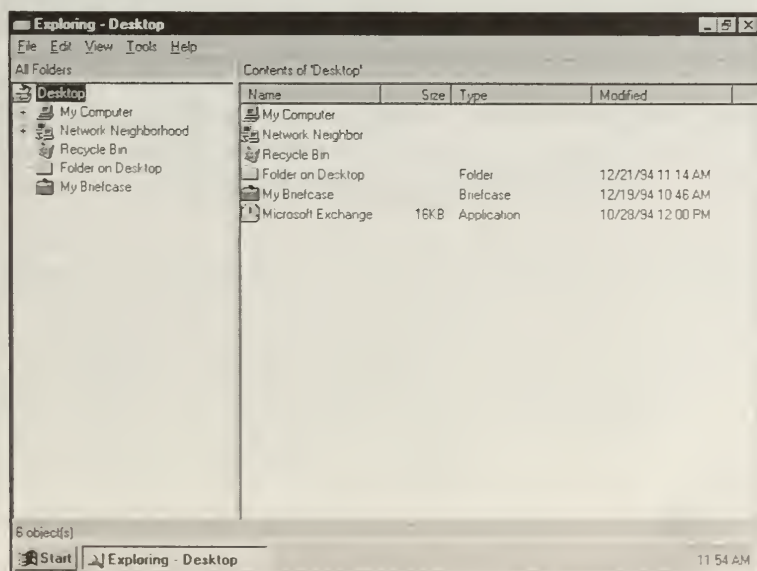 Exploring - Desktop
File Edit View Tools Help
All Folders
Contents of 'Desktop'
Desktop
My Computer
Network Neighborhood
Recycle Bin
Folder on Desktop
My Briefcase
Name Size Type Modified
My Computer
Network Neighbor
Recycle Bin
Folder on Desktop Folder 12/21/94 11 14 AM
My Briefcase Briefcase 12/19/94 10 46 AM
Microsoft Exchange 16KB Application 10/28/94 12 00 PM
6 object(s)
Start Exploring - Desktop 11 54 AM